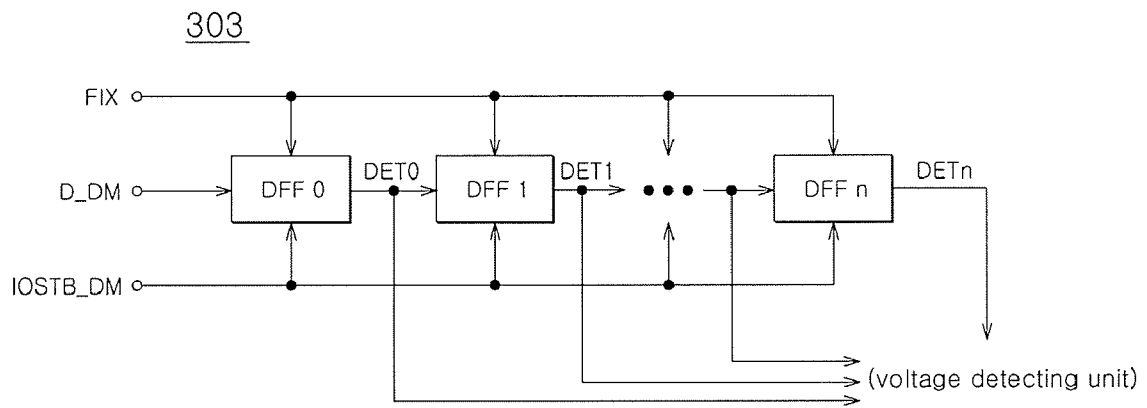 303
FIX
DET0
DET1
DETn
D_DM
DFF 0
DFF 1
•••
DFF n
IOSTB_DM
(voltage detecting unit)